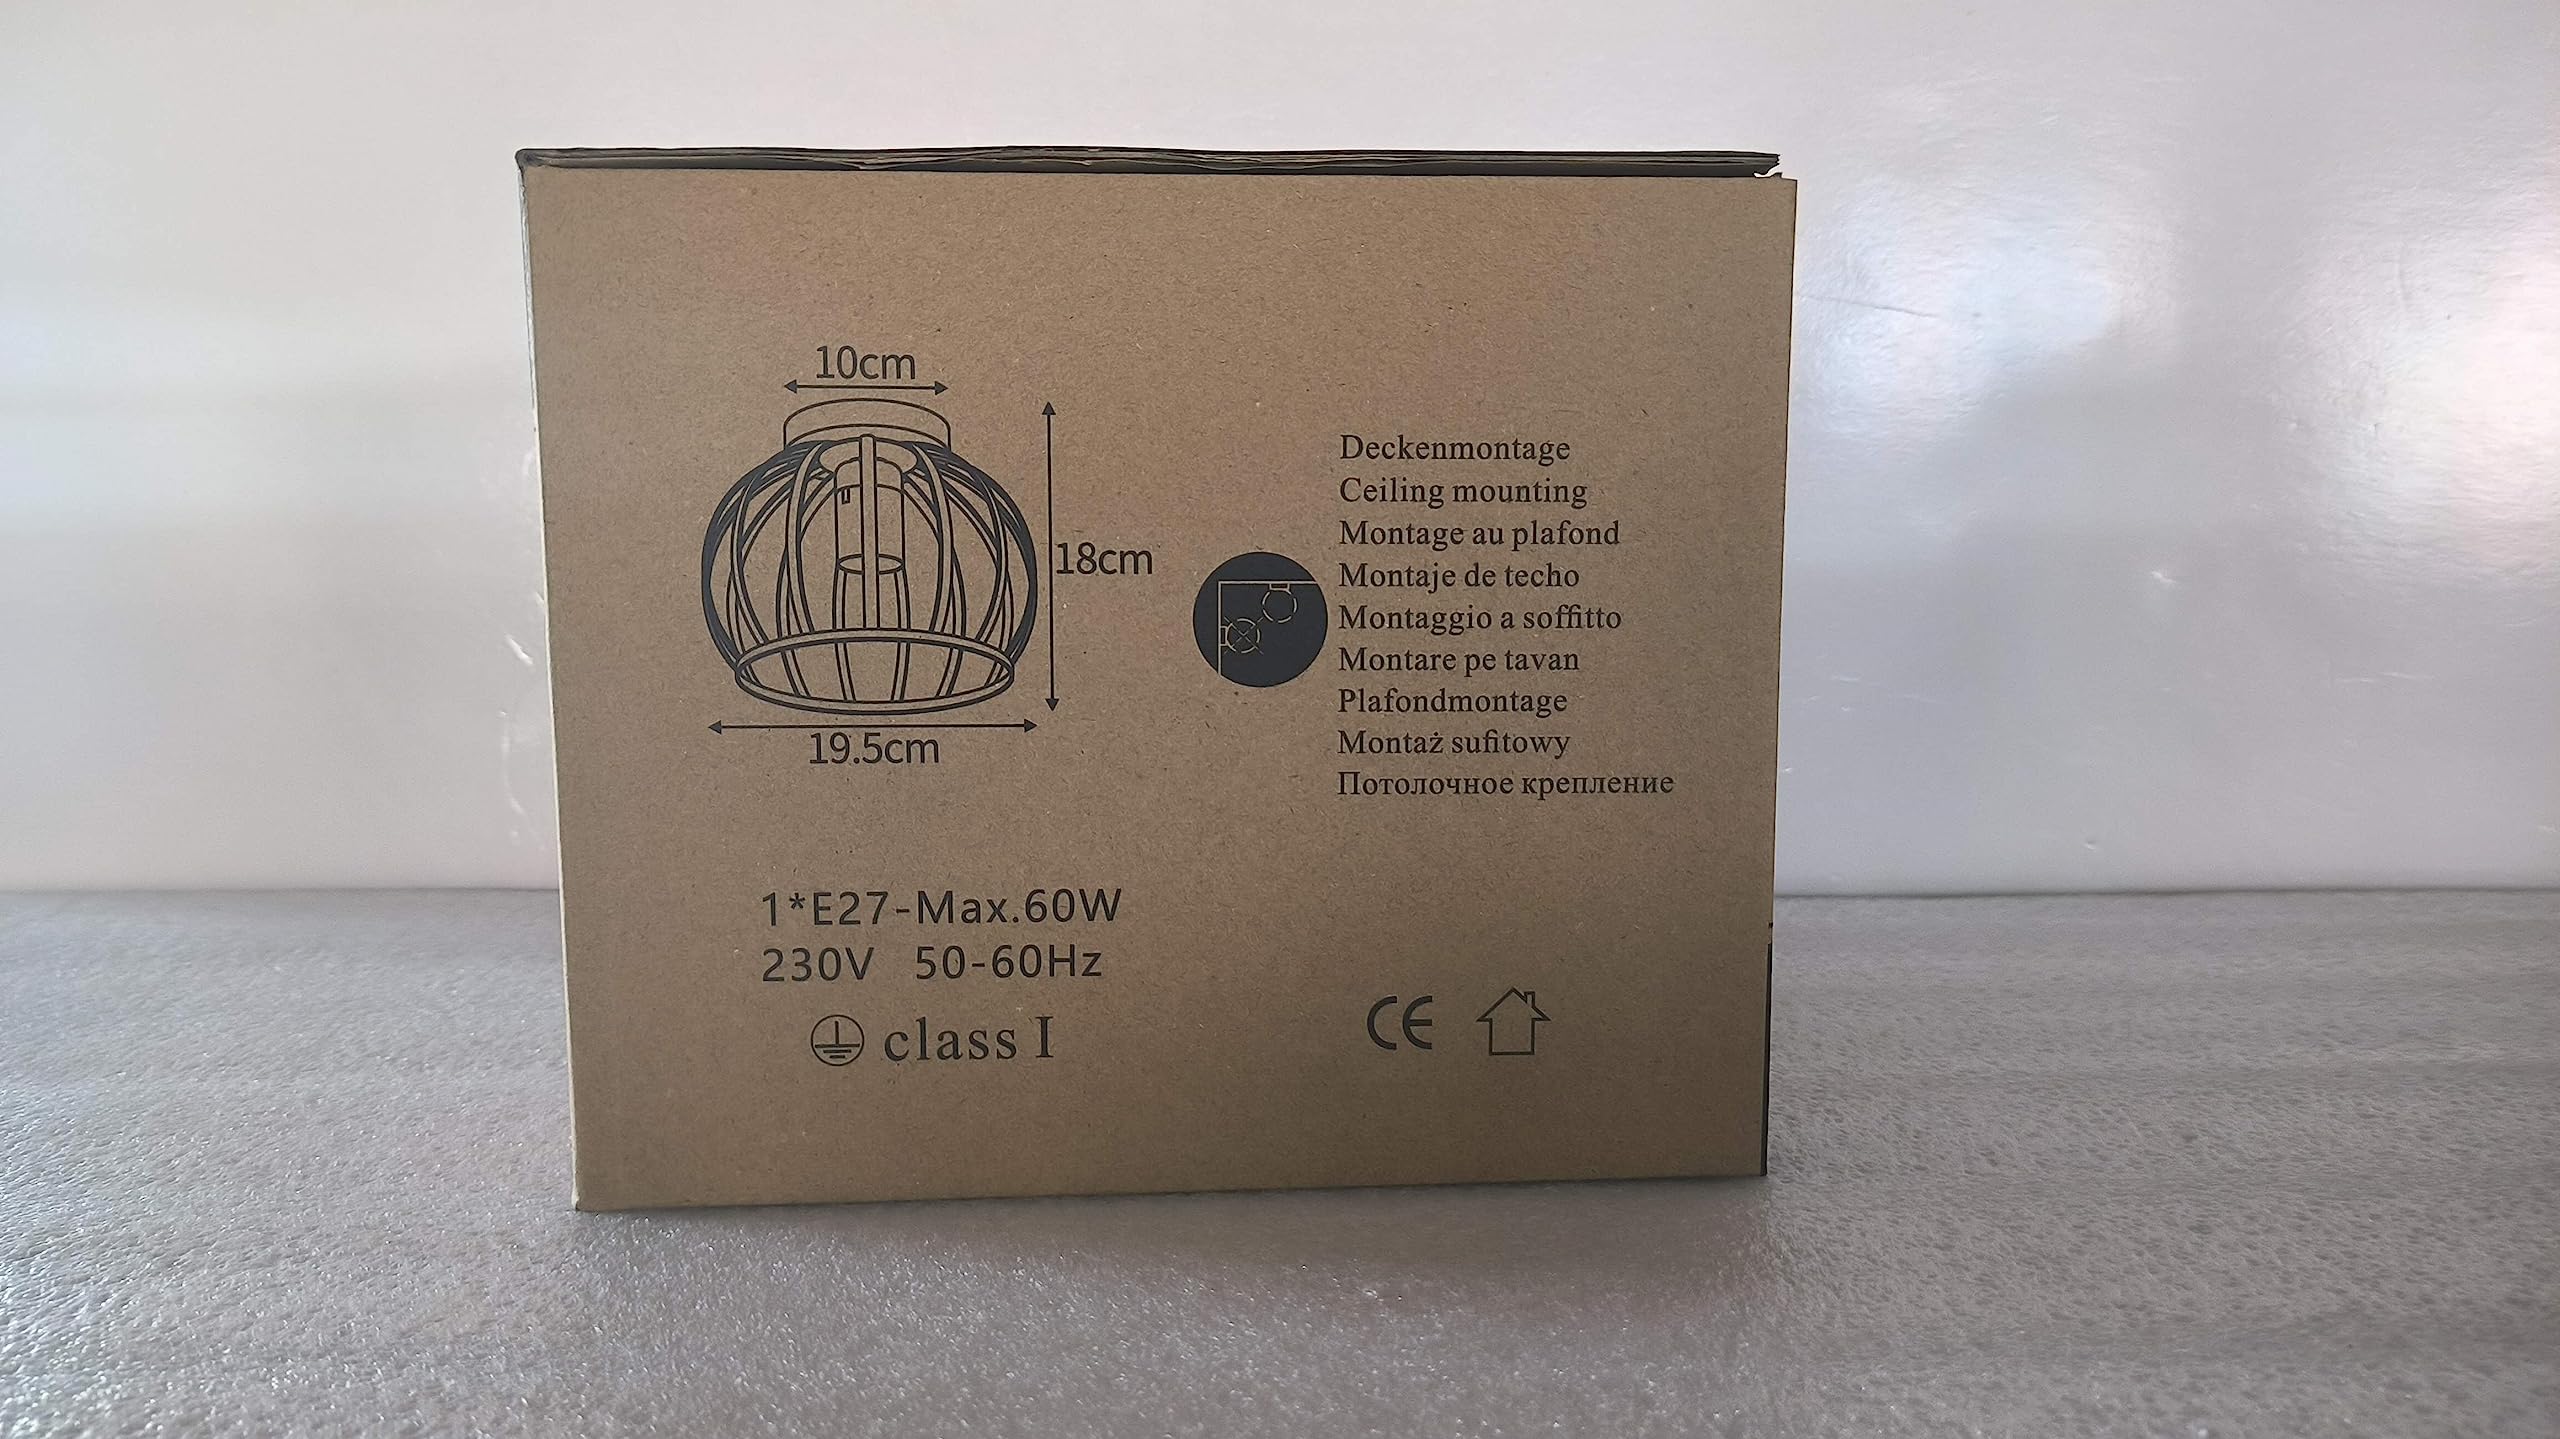 10cm
18cm
19.5cm
Deckenmontage
Ceiling mounting
Montage au plafond
Montaje de techo
Montaggio a soffitto
Montare pe tavan
Plafondmontage
Montaż sufitowy
Потолочное крепление
1*E27-Max.60W
230V 50-60Hz
class I
CE